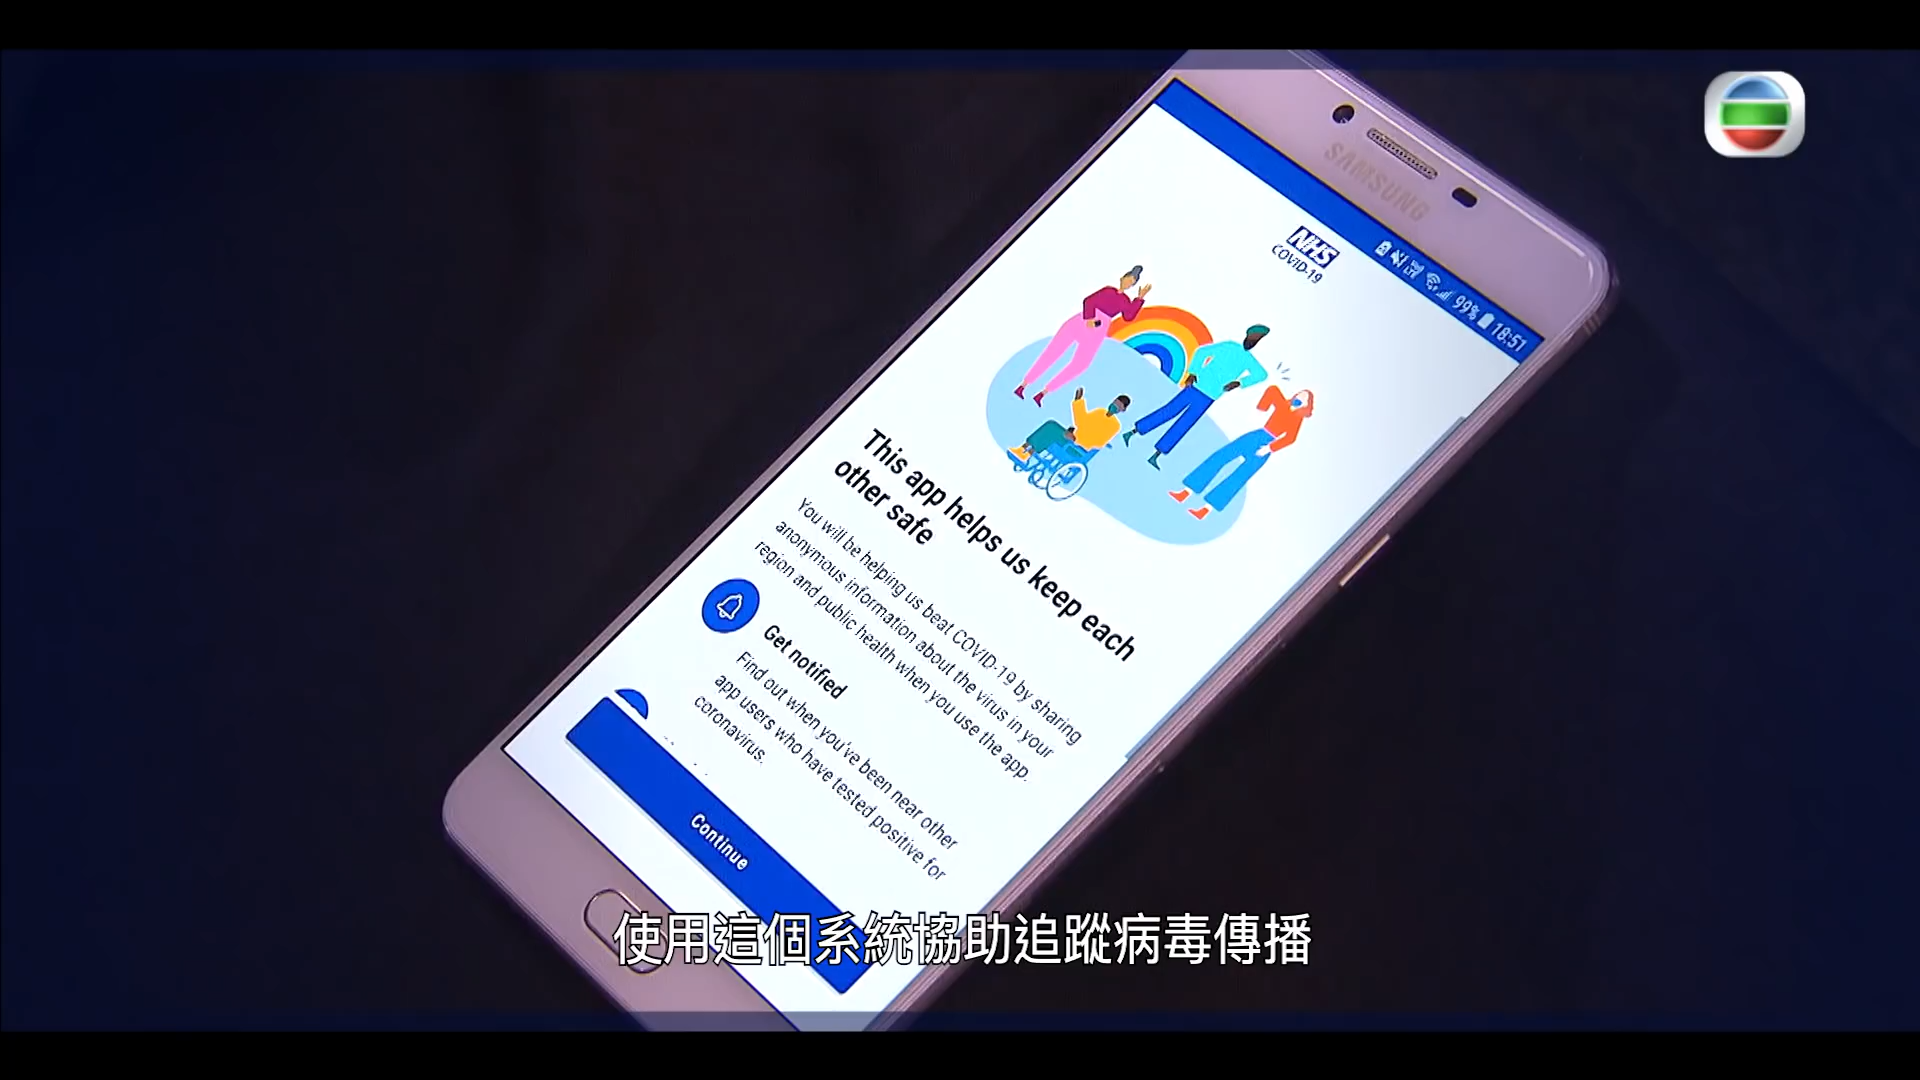 SAMSUNG
99% 18:51
NHS
COVID-19
This app helps us keep each
other safe
You will be helping us beat COVID-19 by sharing
anonymous information about the virus in your
region and public health when you use the app.
Get notified
Find out when you've been near other
app users who have tested positive for
coronavirus.
Continue
使用這個系統協助追蹤病毒傳播